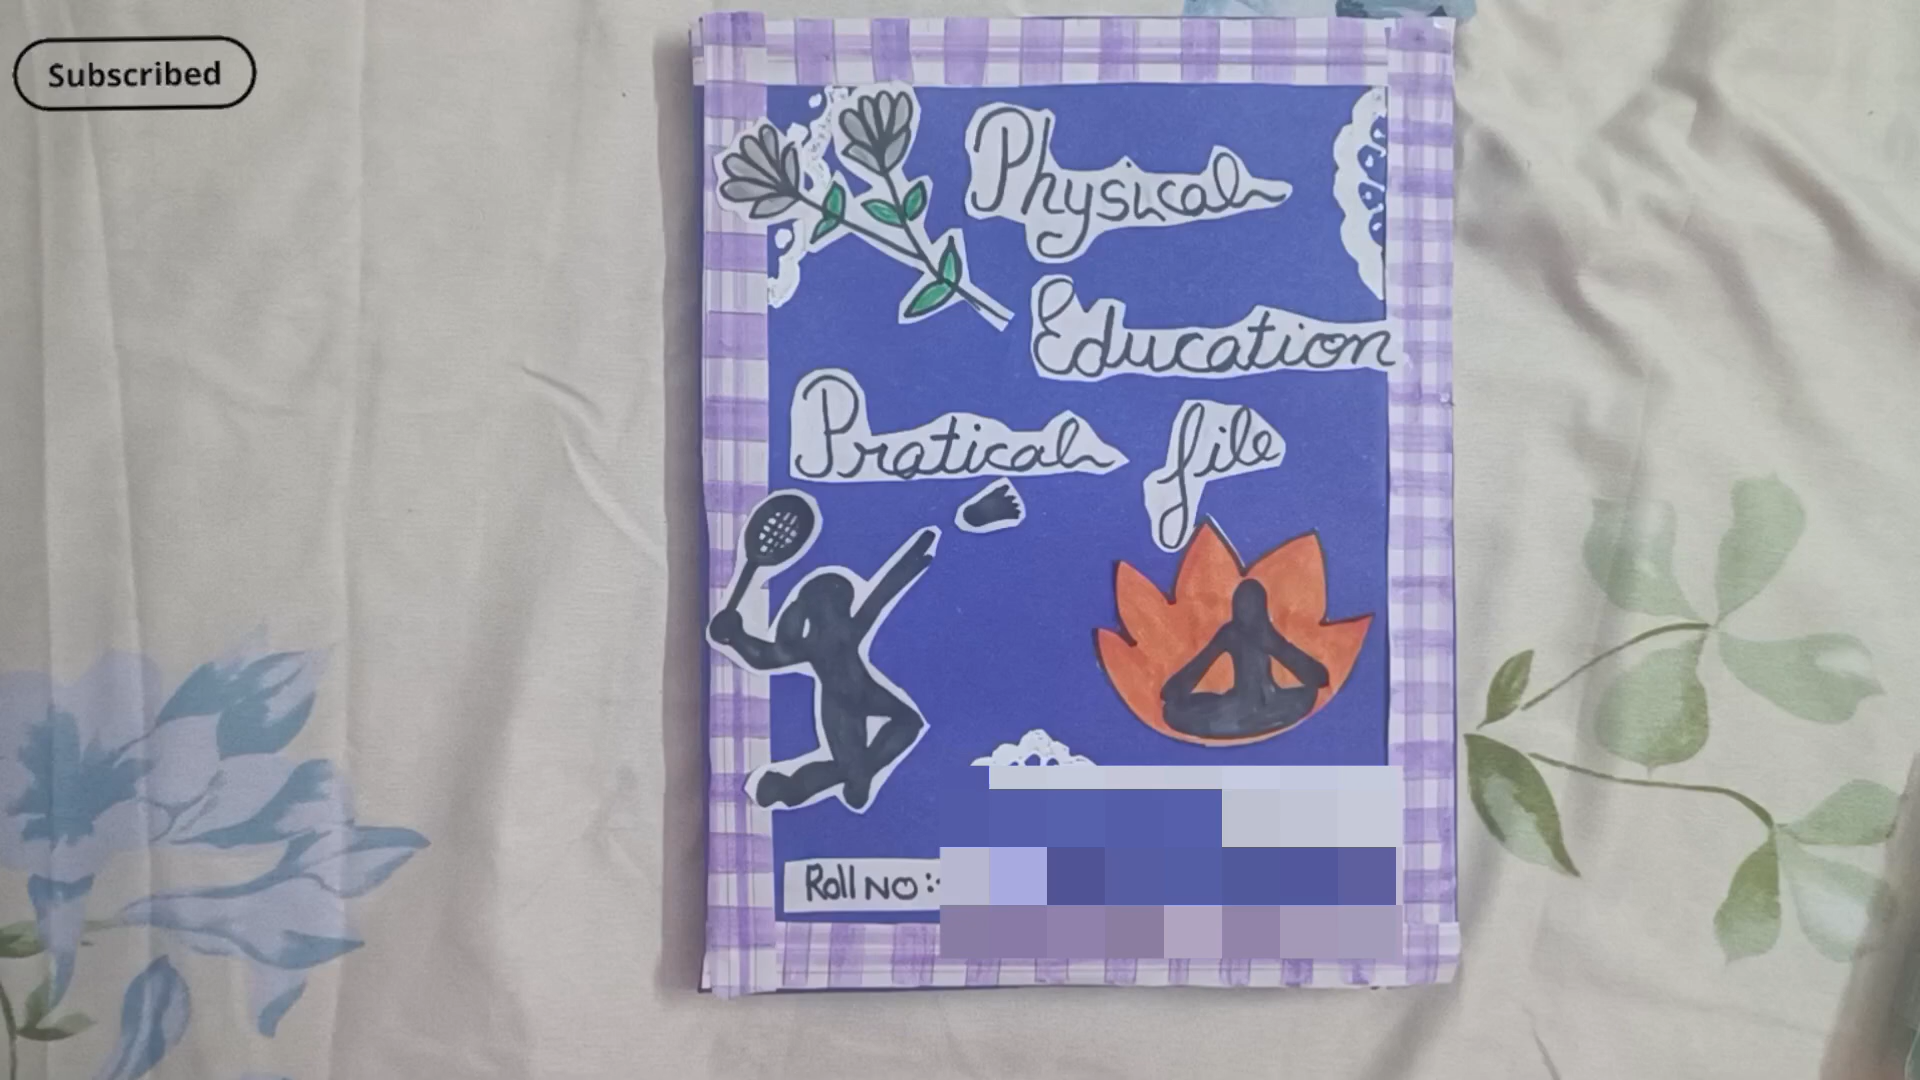 Subscribed
Physical
Education
Pratical file
Roll NO :-